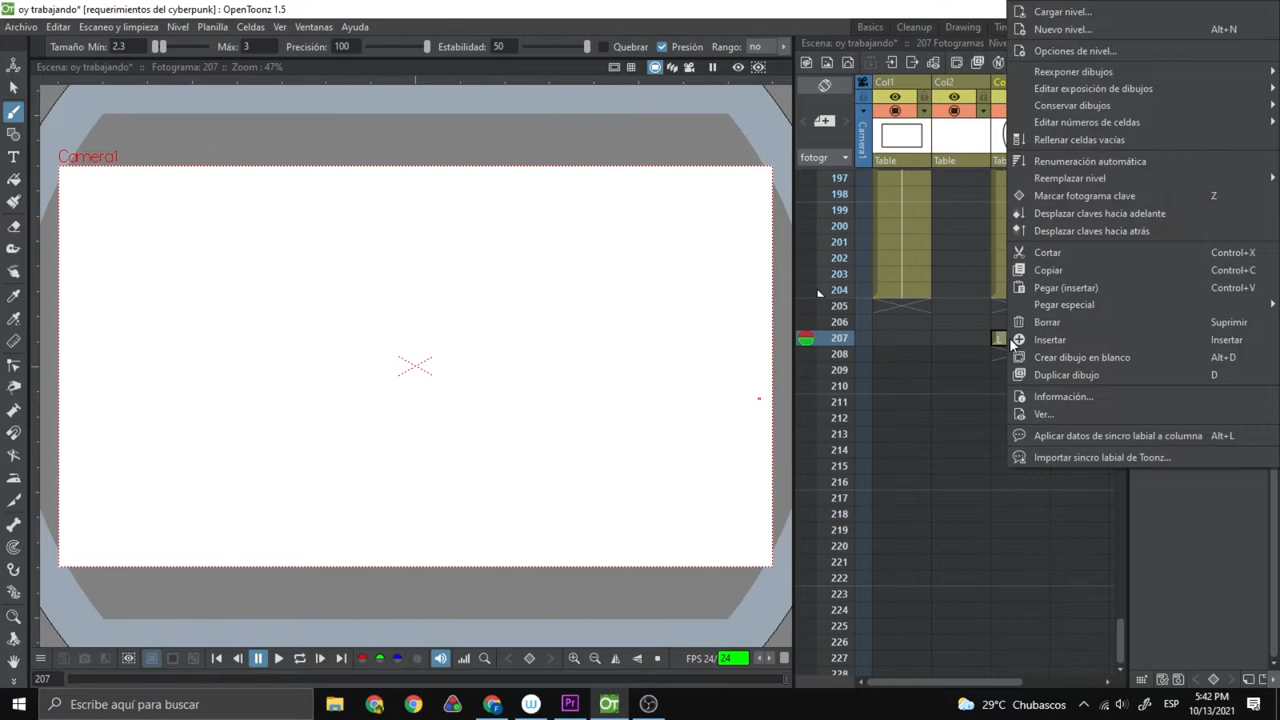 oy trabajando* [requerimientos del cyberpunk] : OpenToonz 1.5
Archivo Editar Escaneo y limpieza Nivel Planilla Celdas Ver Ventanas Ayuda
Basics Cleanup Drawing
Tamaño Mín.: 2.3 Máx: 3 Precisión: 100 Estabilidad: 50 Quebrar Presión Rango: no
Escena: oy trabajando* :: Fotograma: 207 :: Zoom : 47%
Escena: oy trabajando* :: 207 Fotogramas
Camera1
Col1 Col2
Camera1
fotogr Table Table
197
198
199
200
201
202
203
204
205
206
207
208
209
210
211
212
213
214
215
216
217
218
219
220
221
222
223
224
225
226
227
228
Cargar nivel...
Nuevo nivel... Alt+N
Opciones de nivel...
Reexponer dibujos
Editar exposición de dibujos
Conservar dibujos
Editar números de celdas
Rellenar celdas vacías
Renumeración automática
Reemplazar nivel
Marcar fotograma clave Z
Desplazar claves hacia adelante
Desplazar claves hacia atrás
Cortar Control+X
Copiar Control+C
Pegar (insertar) Control+V
Pegar especial
Borrar Suprimir
Insertar Insertar
Crear dibujo en blanco Alt+D
Duplicar dibujo D
Información...
Ver...
Aplicar datos de sincro labial a columna Alt+L
Importar sincro labial de Toonz...
FPS 24/ 24
207
Escribe aquí para buscar
29°C Chubascos
ESP
5:42 PM
10/13/2021